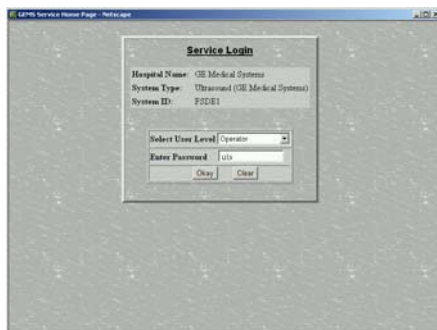 GEMS Service Home Page - Netscape
Service Login
Hospital Name: GE Medical Systems
System Type: Ultrasound (GE Medical Systems)
System ID: FSDE1
Select User Level Operator
Enter Password uls
Okay Clear